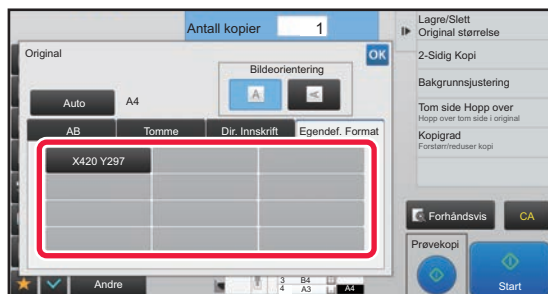 Antall kopier 1
Original
OK
Bildeorientering
A
A
Auto A4
AB Tomme Dir. Innskrift Egendef. Format
X420 Y297
Andre
3 B4
4 A3 A4
Lagre/Slett
Original størrelse
2-Sidig Kopi
Bakgrunnsjustering
Tom side Hopp over
Hopp over tom side i original
Kopigrad
Forstørr/reduser kopi
Forhåndsvis CA
Prøvekopi
Start